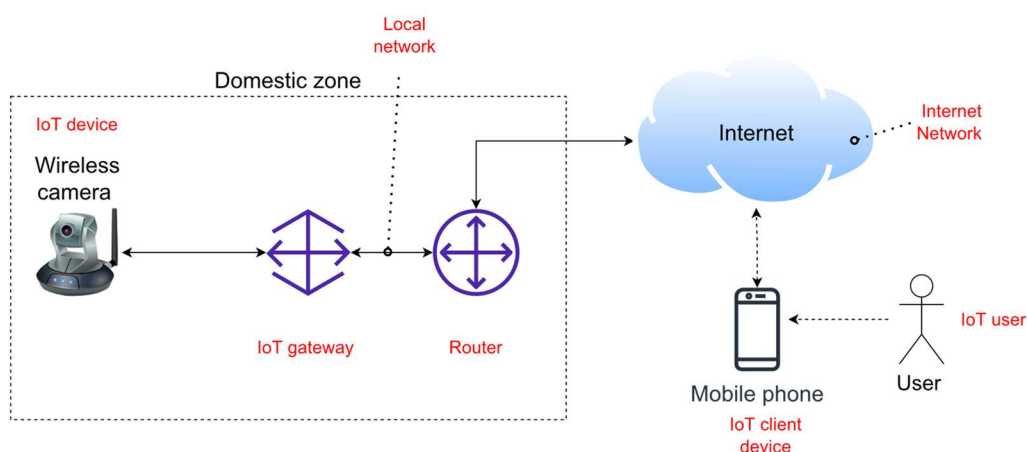 Local
network
Domestic zone
IoT device
Wireless
camera
IoT gateway
Router
Internet
Internet
Network
Mobile phone
IoT client
device
IoT user
User